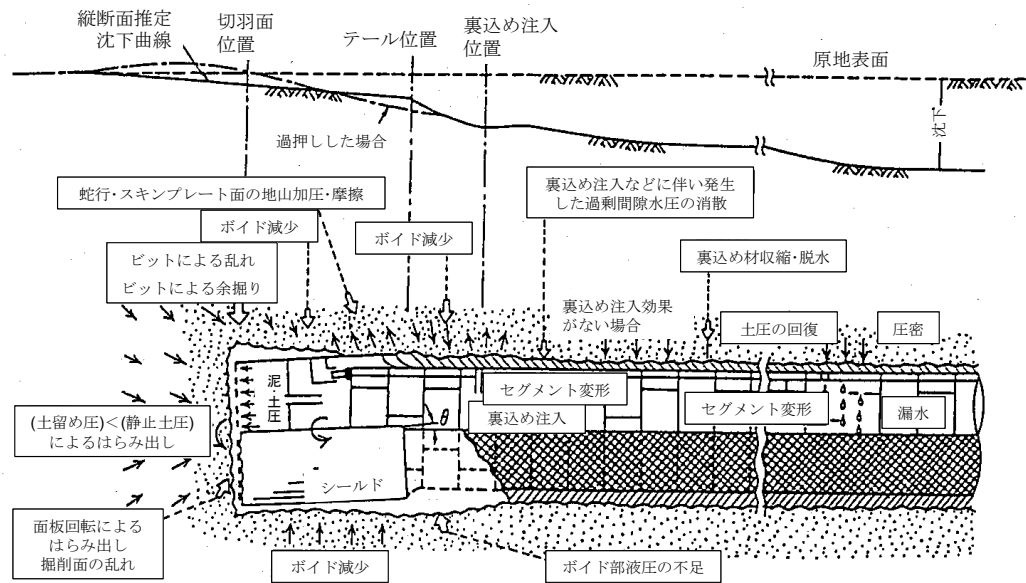 縦断面推定
沈下曲線
切羽面
位置
テール位置
裏込め注入
位置
原地表面
沈下
過押しした場合
蛇行・スキンプレート面の地山加圧・摩擦
裏込め注入などに伴い発生
した過剰間隙水圧の消散
ボイド減少
ボイド減少
ビットによる乱れ
ビットによる余掘り
裏込め材収縮・脱水
裏込め注入効果
がない場合
土圧の回復
圧密
泥・土圧
セグメント変形
θ
裏込め注入
セグメント変形
漏水
(土留め圧)<(静止土圧)
によるはらみ出し
シールド
面板回転による
はらみ出し
掘削面の乱れ
ボイド減少
ボイド部液圧の不足